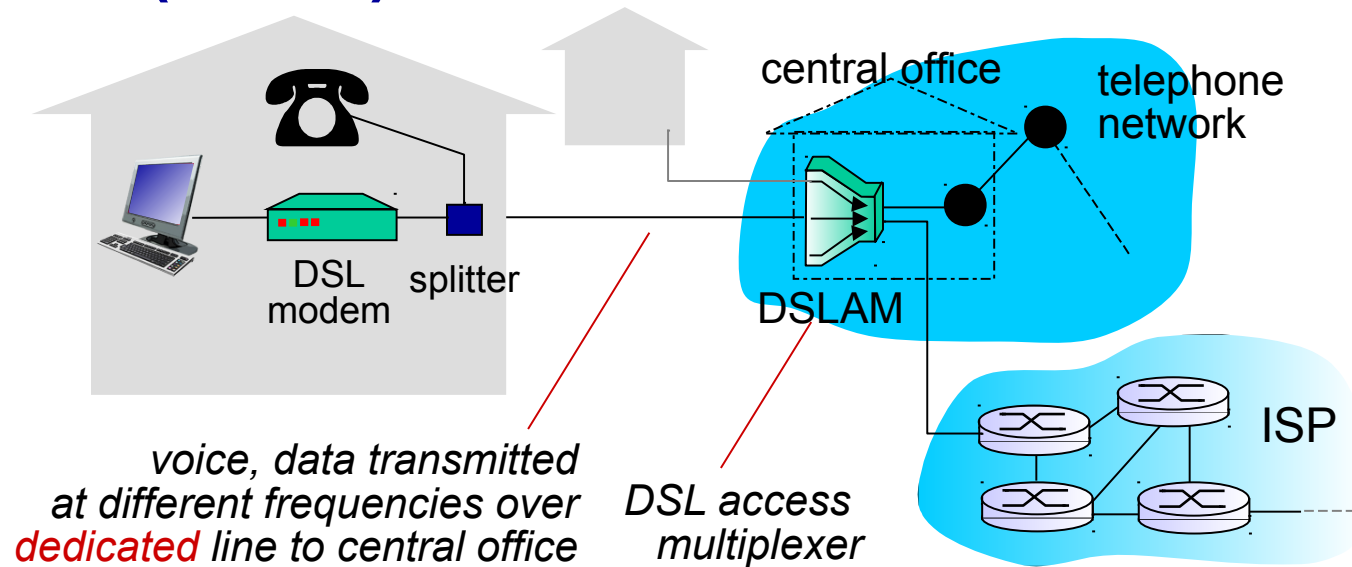 central office
telephone
network
DSL
modem
splitter
DSLAM
ISP
voice, data transmitted
at different frequencies over
dedicated line to central office
DSL access
multiplexer